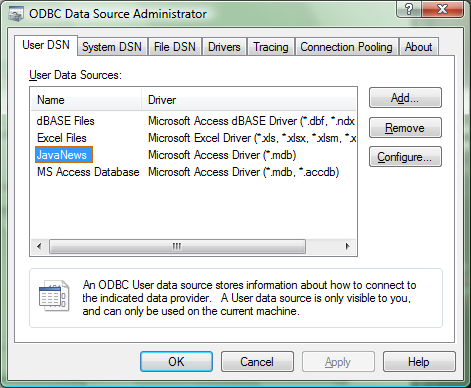 ODBC Data Source Administrator
User DSN System DSN File DSN Drivers Tracing Connection Pooling About
User Data Sources:
Name Driver
dBASE Files Microsoft Access dBASE Driver (*.dbf, *.ndx
Excel Files Microsoft Excel Driver (*.xls, *.xlsx, *.xlsm, *.x
JavaNews Microsoft Access Driver (*.mdb)
MS Access Database Microsoft Access Driver (*.mdb, *.accdb)
Add...
Remove
Configure...
An ODBC User data source stores information about how to connect to
the indicated data provider. A User data source is only visible to you,
and can only be used on the current machine.
OK Cancel Apply Help